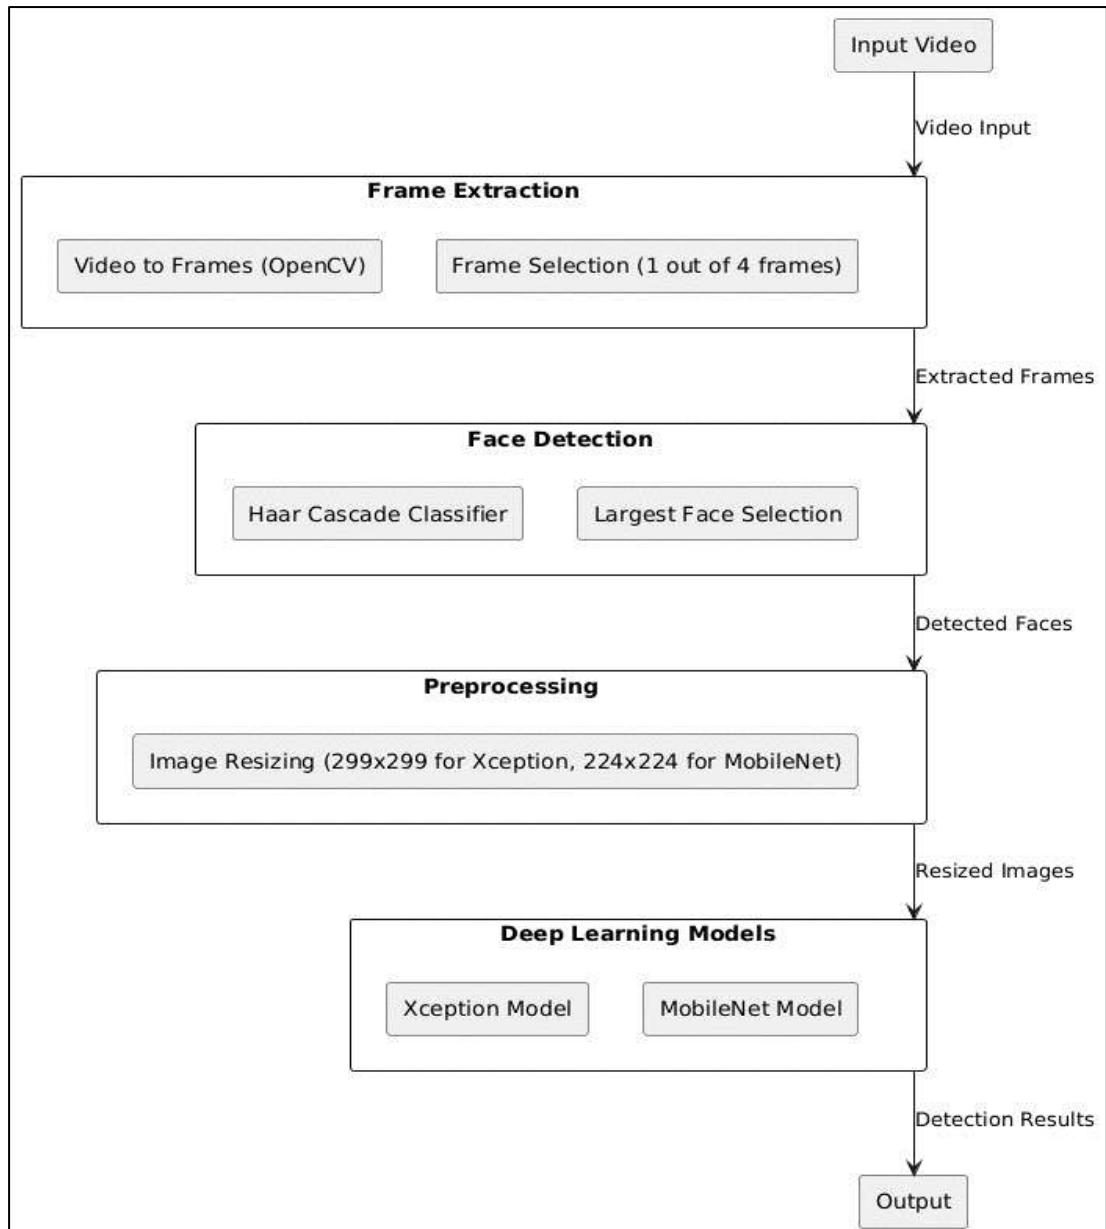 Input Video
Video Input
Frame Extraction
Video to Frames (OpenCV)
Frame Selection (1 out of 4 frames)
Extracted Frames
Face Detection
Haar Cascade Classifier
Largest Face Selection
Detected Faces
Preprocessing
Image Resizing (299x299 for Xception, 224x224 for MobileNet)
Resized Images
Deep Learning Models
Xception Model
MobileNet Model
Detection Results
Output